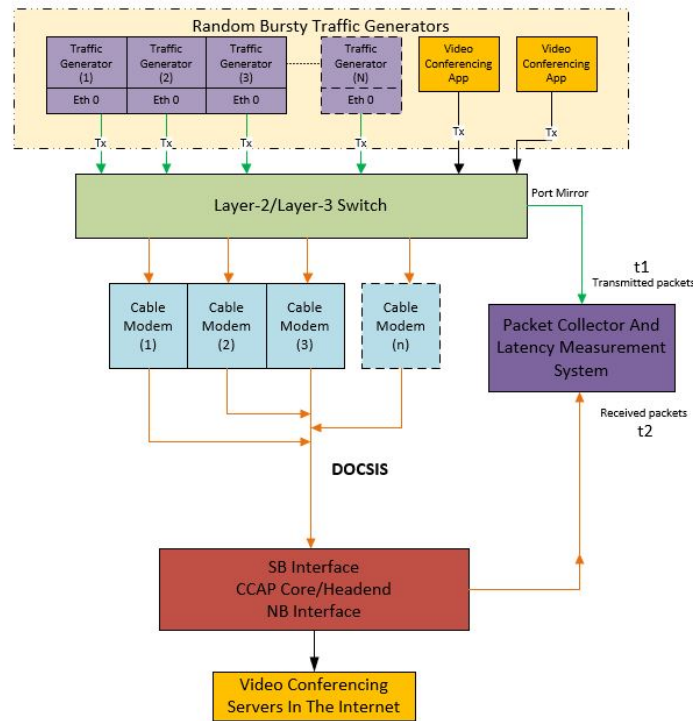 Random Bursty Traffic Generators
Traffic
Generator
(1)
Eth 0
Traffic
Generator
(2)
Eth 0
Traffic
Generator
(3)
Eth 0
Traffic
Generator
(N)
Eth 0
Video
Conferencing
App
Video
Conferencing
App
Tx
Tx
Tx
Tx
Tx
Tx
Layer-2/Layer-3 Switch
Port Mirror
t1
Transmitted packets
Cable
Modem
(1)
Cable
Modem
(2)
Cable
Modem
(3)
Cable
Modem
(n)
Packet Collector And
Latency Measurement
System
Received packets
t2
DOCSIS
SB Interface
CCAP Core/Headend
NB Interface
Video Conferencing
Servers In The Internet